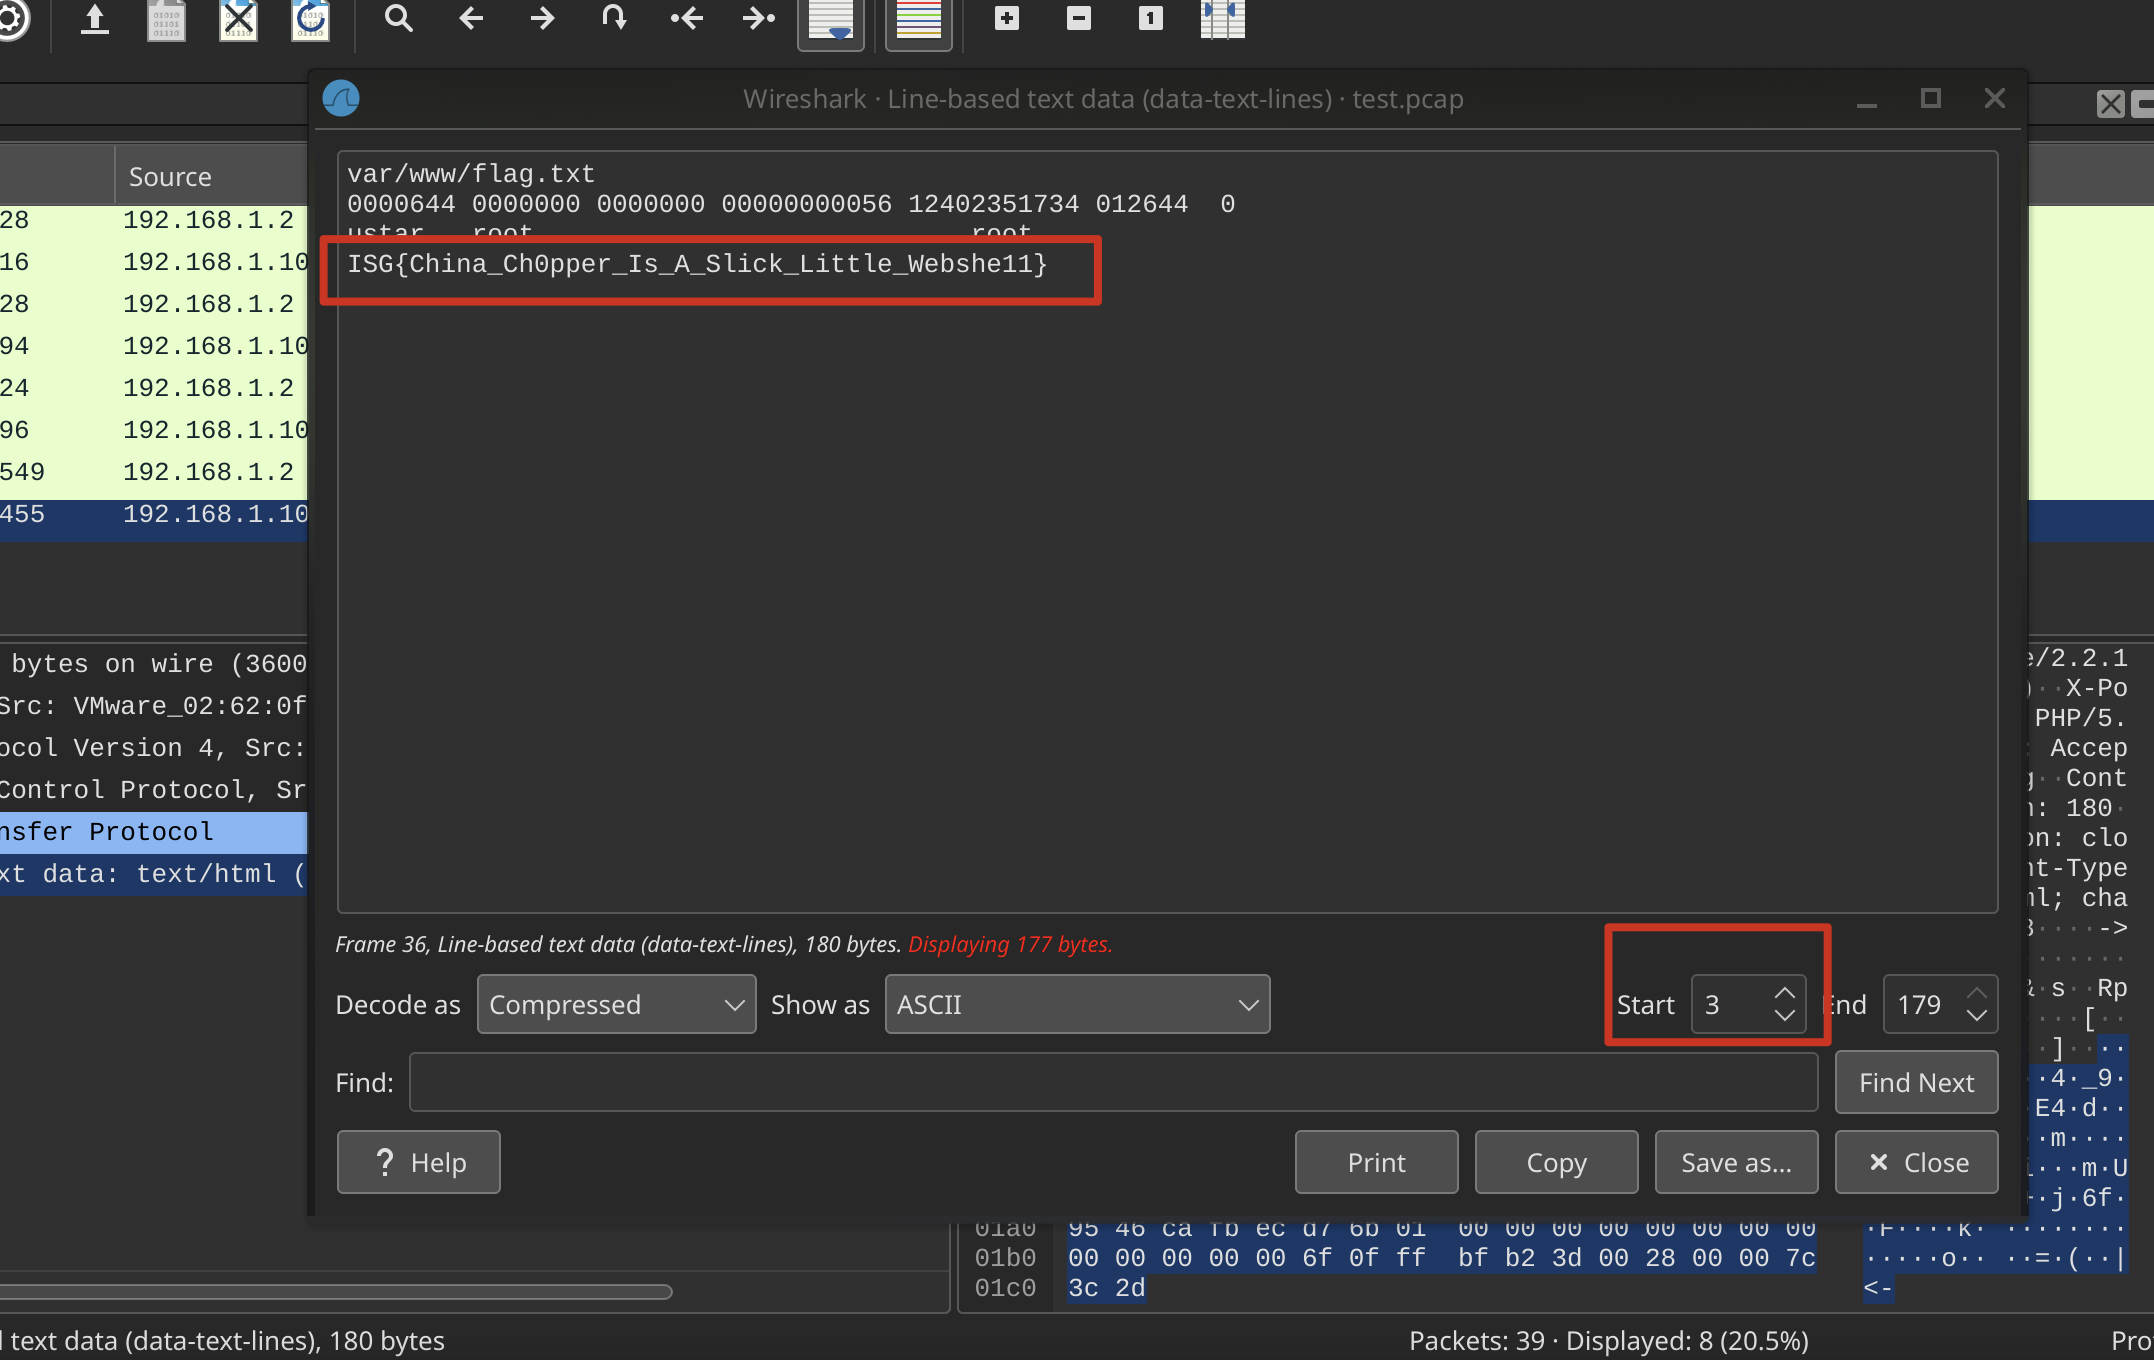 Wireshark · Line-based text data (data-text-lines) · test.pcap
Source
28 192.168.1.2
16 192.168.1.10
28 192.168.1.2
94 192.168.1.10
24 192.168.1.2
96 192.168.1.10
549 192.168.1.2
455 192.168.1.10
var/www/flag.txt
0000644 0000000 0000000 00000000056 12402351734 012644 0
ustar root root
ISG{China_Ch0pper_Is_A_Slick_Little_Webshe11}
bytes on wire (3600
Src: VMware_02:62:0f
ocol Version 4, Src:
Control Protocol, Sr
nsfer Protocol
xt data: text/html (
e/2.2.1
)··X-Po
PHP/5.
: Accep
g··Cont
n: 180·
on: clo
nt-Type
ml; cha
8····->
······
&·s··Rp
····[··
·]····
·4·_9·
E4·d··
·m····
i···m·U
·j·6f·
Frame 36, Line-based text data (data-text-lines), 180 bytes. Displaying 177 bytes.
Decode as Compressed Show as ASCII Start 3 End 179
Find: Find Next
? Help Print Copy Save as... Close
01a0 95 46 ca fb ec d7 6b 01 00 00 00 00 00 00 00 00 ·F····k· ········
01b0 00 00 00 00 00 6f 0f ff bf b2 3d 00 28 00 00 7c ·····o·· ··=·(··|
01c0 3c 2d <-
text data (data-text-lines), 180 bytes
Packets: 39 · Displayed: 8 (20.5%)